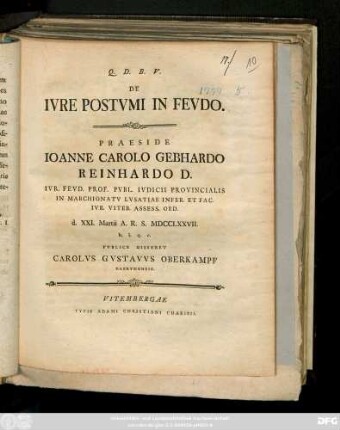 Q. D. B. V.
DE
IVRE POSTVMI IN FEVDO.
PRAESIDE
IOANNE CAROLO GEBHARDO
REINHARDO D.
IVR. FEVD. PROF. PVBL. IVDICII PROVINCIALIS
IN MARCHIONATV LVSATIAE INFER. ET FAC.
IVR. VITEB. ASSESS. ORD.
d. XXI. Martii A. R. S. MDCCLXXVII.
h. l. q. c.
PVBLICE DISSERET
CAROLVS GVSTAVVS OBERKAMPF
VITEMBERGAE
TYPIS ADAMI CHRISTIANI CHARISII.